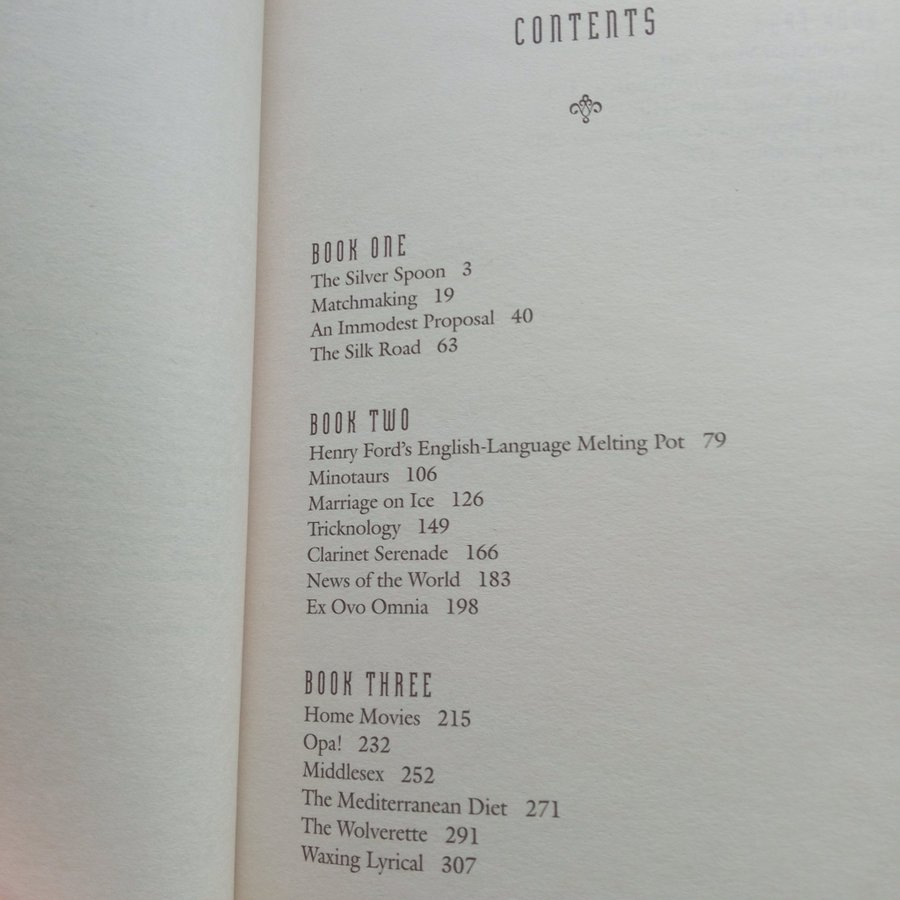 CONTENTS
BOOK ONE
The Silver Spoon 3
Matchmaking 19
An Immodest Proposal 40
The Silk Road 63
BOOK TWO
Henry Ford's English-Language Melting Pot 79
Minotaurs 106
Marriage on Ice 126
Tricknology 149
Clarinet Serenade 166
News of the World 183
Ex Ovo Omnia 198
BOOK THREE
Home Movies 215
Opa! 232
Middlesex 252
The Mediterranean Diet 271
The Wolverette 291
Waxing Lyrical 307